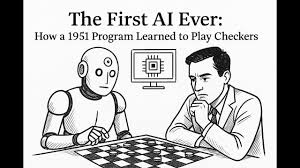 The First AI Ever:
How a 1951 Program Learned to Play Checkers